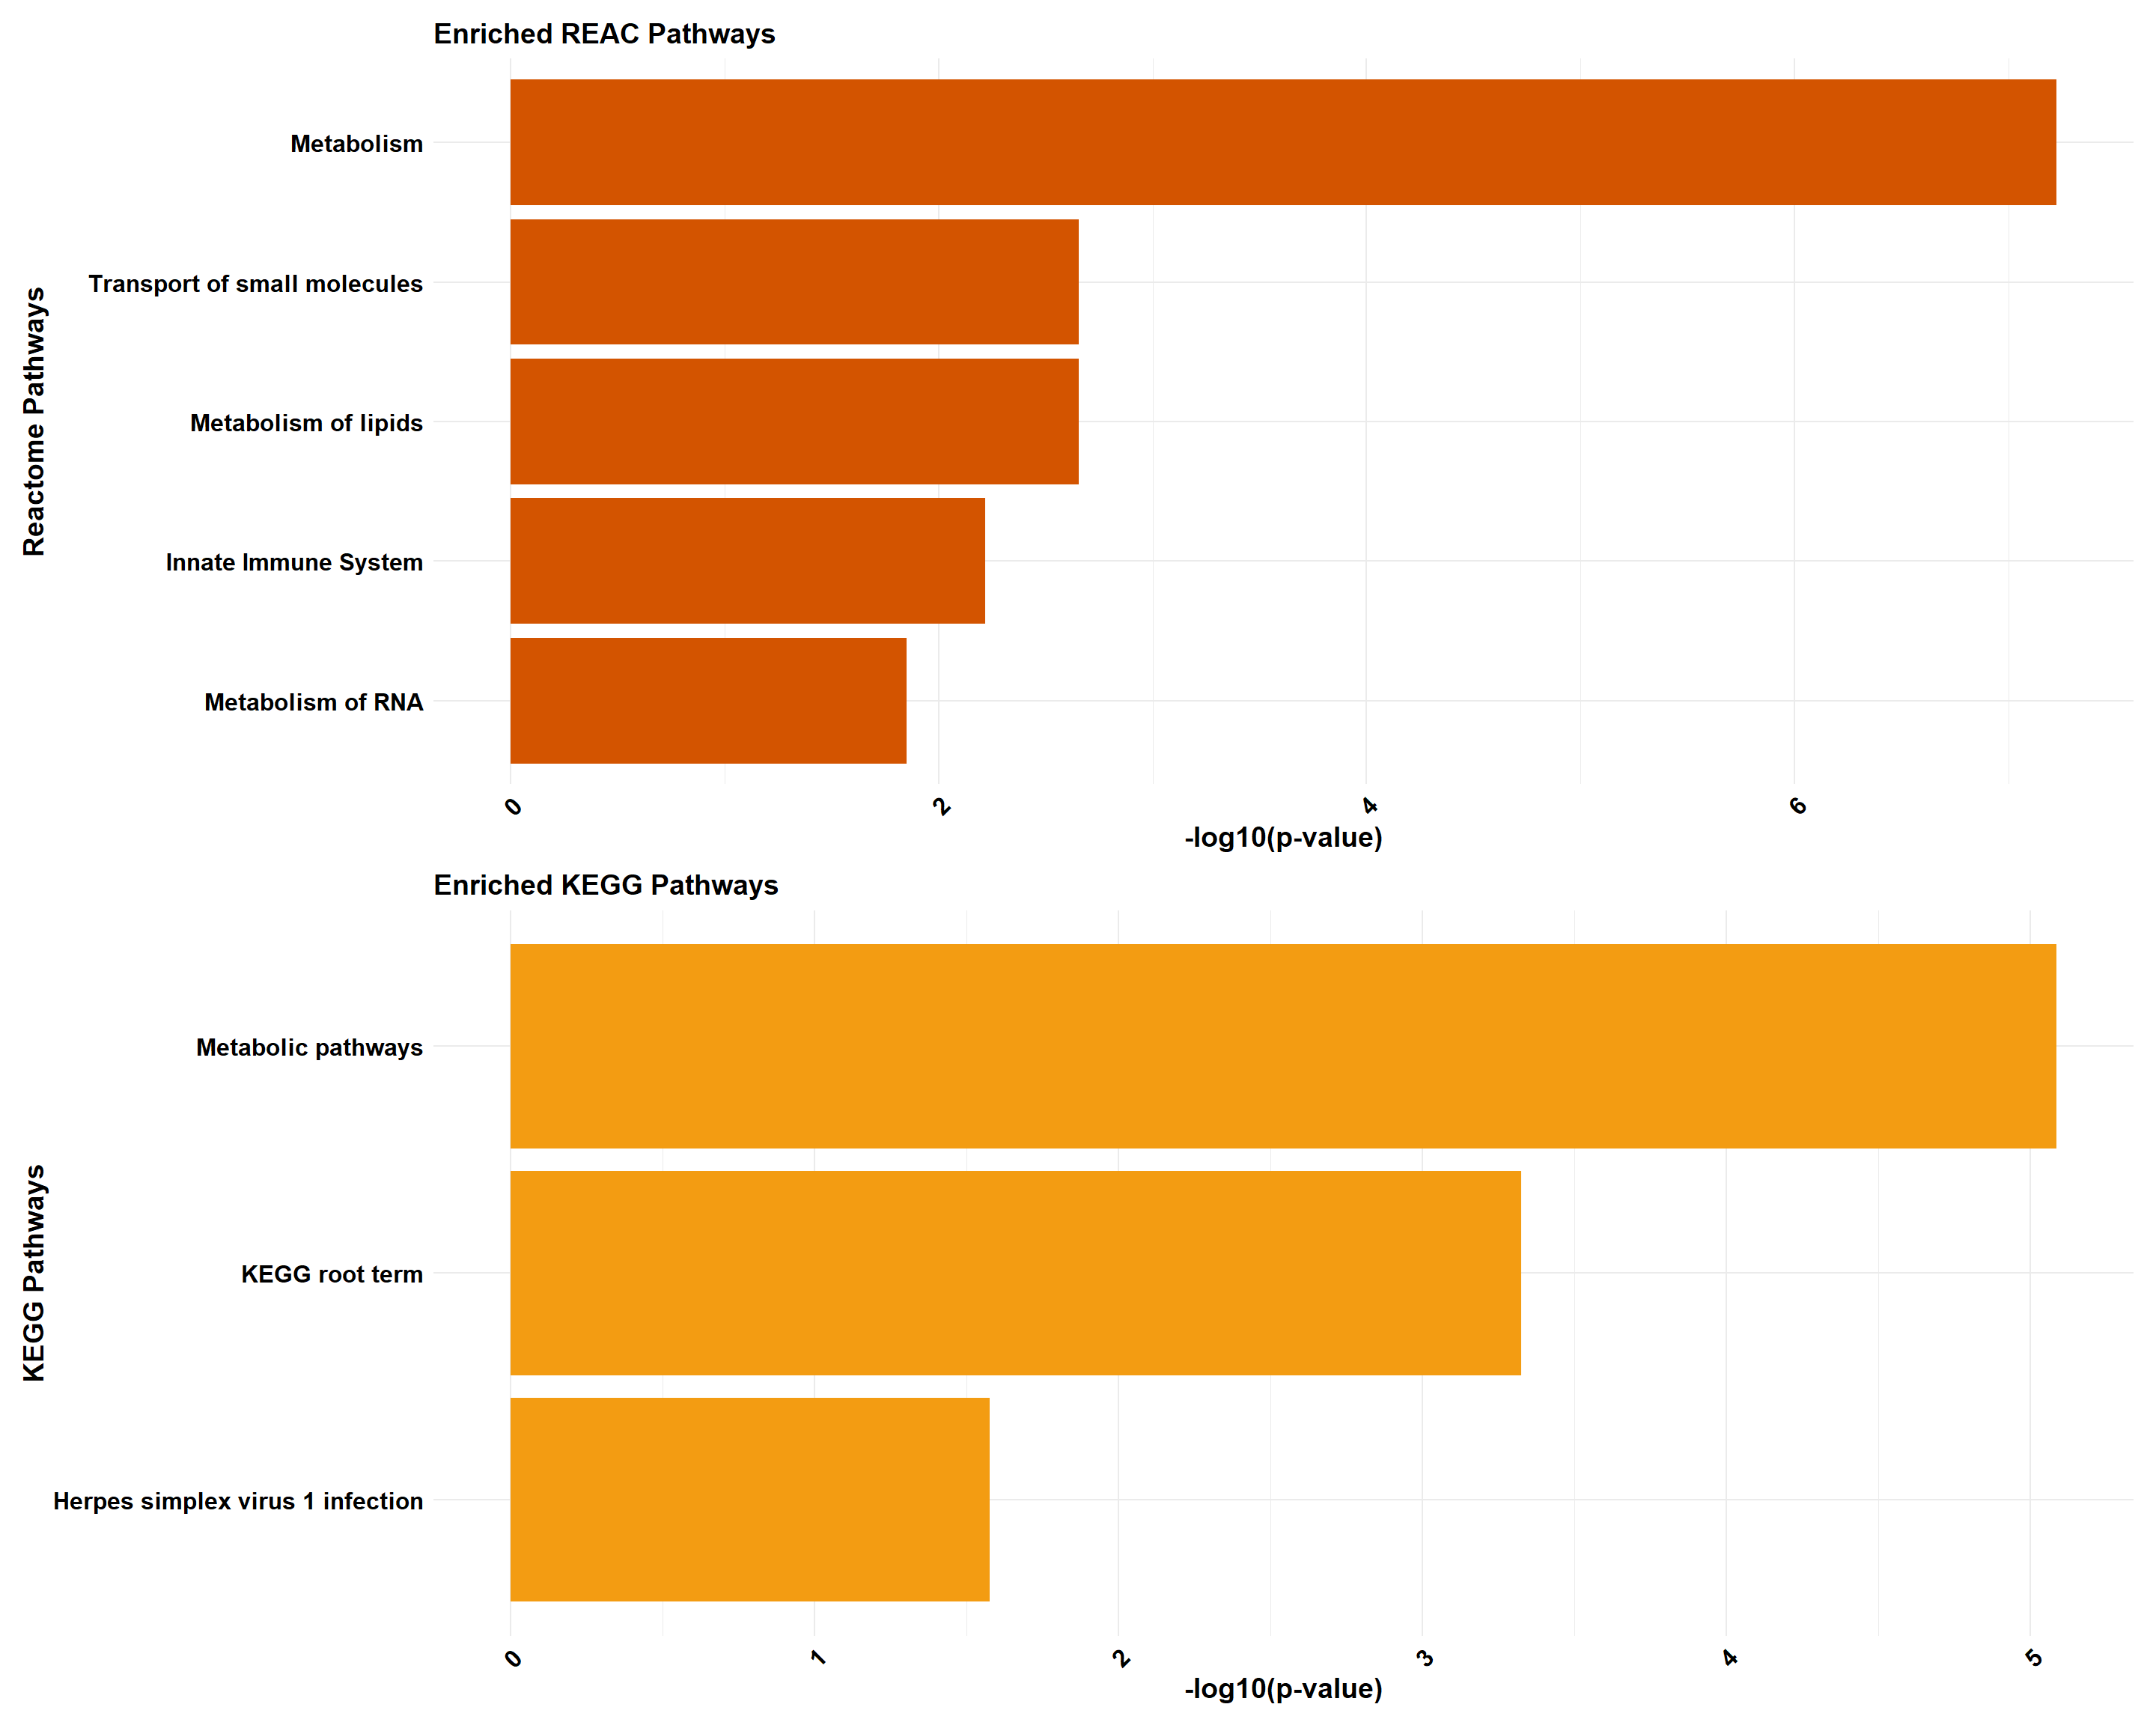 Enriched REAC Pathways
Reactome Pathways
Metabolism
Transport of small molecules
Metabolism of lipids
Innate Immune System
Metabolism of RNA
0 2 4 6
-log10(p-value)
Enriched KEGG Pathways
KEGG Pathways
Metabolic pathways
KEGG root term
Herpes simplex virus 1 infection
0 1 2 3 4 5
-log10(p-value)